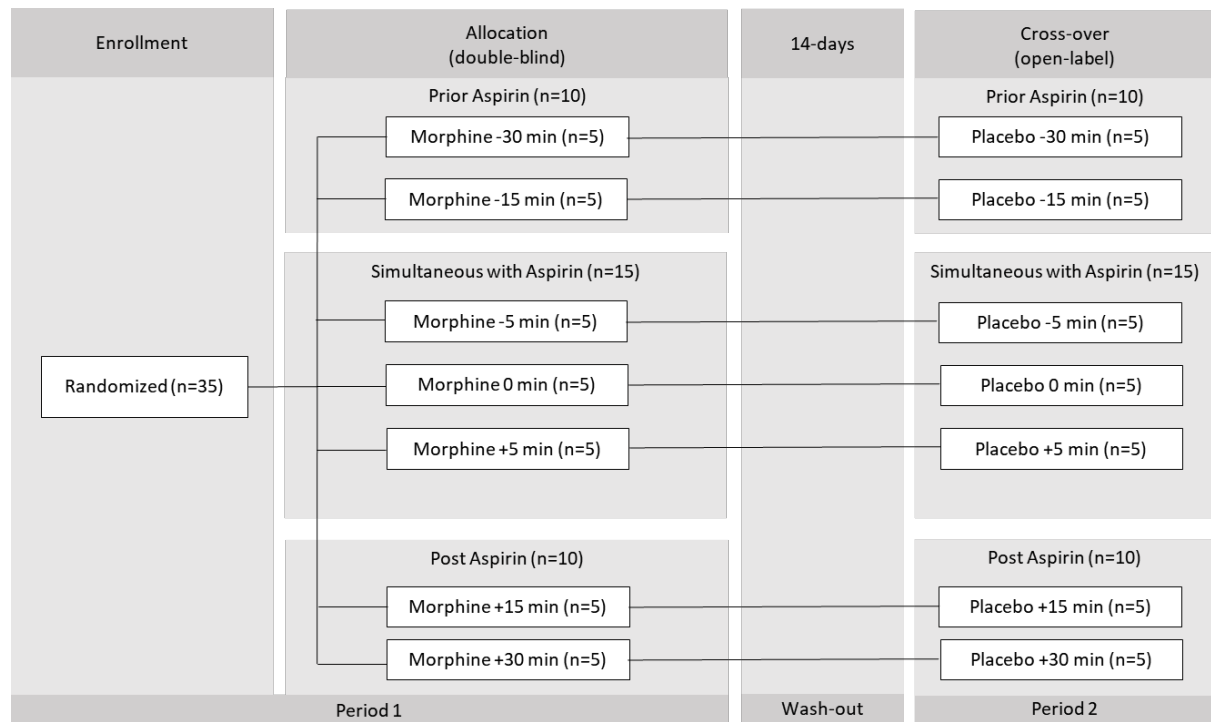 Enrollment
Allocation
(double-blind)
14-days
Cross-over
(open-label)
Prior Aspirin (n=10)
Prior Aspirin (n=10)
Morphine -30 min (n=5)
Placebo -30 min (n=5)
Morphine -15 min (n=5)
Placebo -15 min (n=5)
Simultaneous with Aspirin (n=15)
Simultaneous with Aspirin (n=15)
Morphine -5 min (n=5)
Placebo -5 min (n=5)
Randomized (n=35)
Morphine 0 min (n=5)
Placebo 0 min (n=5)
Morphine +5 min (n=5)
Placebo +5 min (n=5)
Post Aspirin (n=10)
Post Aspirin (n=10)
Morphine +15 min (n=5)
Placebo +15 min (n=5)
Morphine +30 min (n=5)
Placebo +30 min (n=5)
Period 1
Wash-out
Period 2